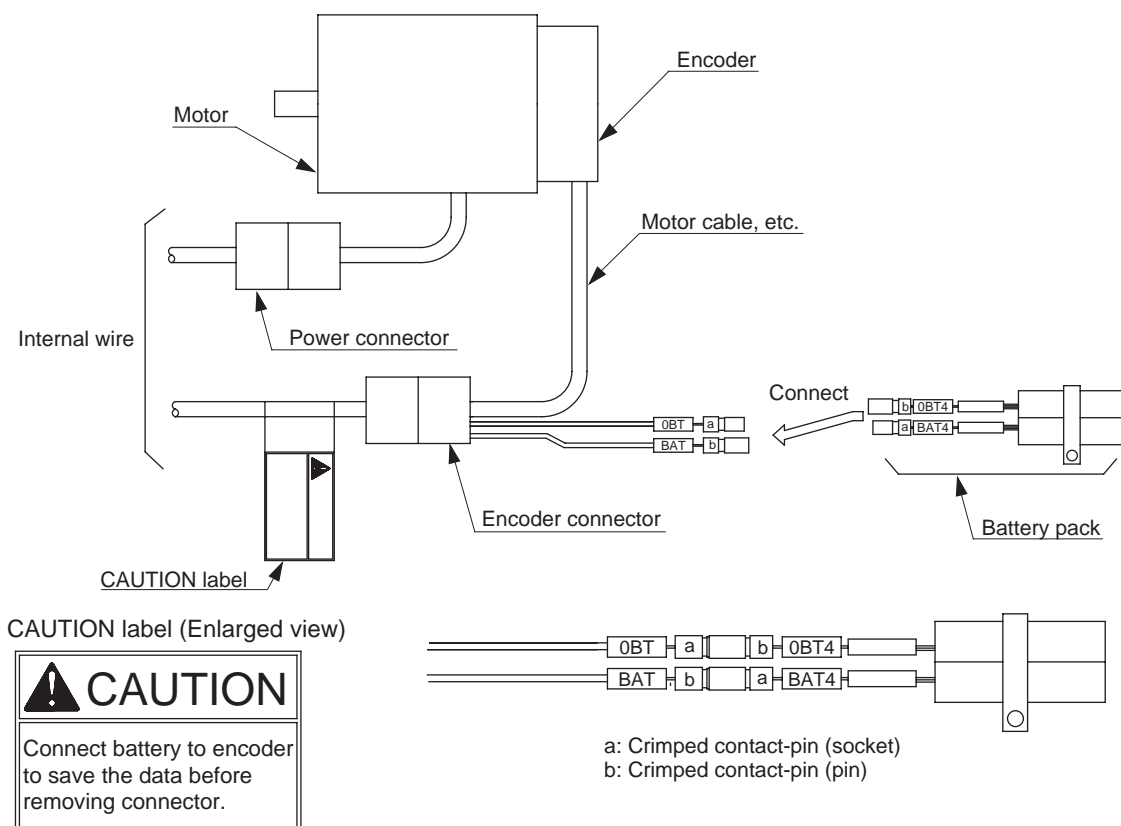 Encoder
Motor
Motor cable, etc.
Internal wire
Power connector
Connect
b 0BT4
a BAT4
0BT a
BAT b
Encoder connector
Battery pack
CAUTION label
CAUTION label (Enlarged view)
CAUTION
Connect battery to encoder
to save the data before
removing connector.
0BT a b 0BT4
BAT b a BAT4
a: Crimped contact-pin (socket)
b: Crimped contact-pin (pin)